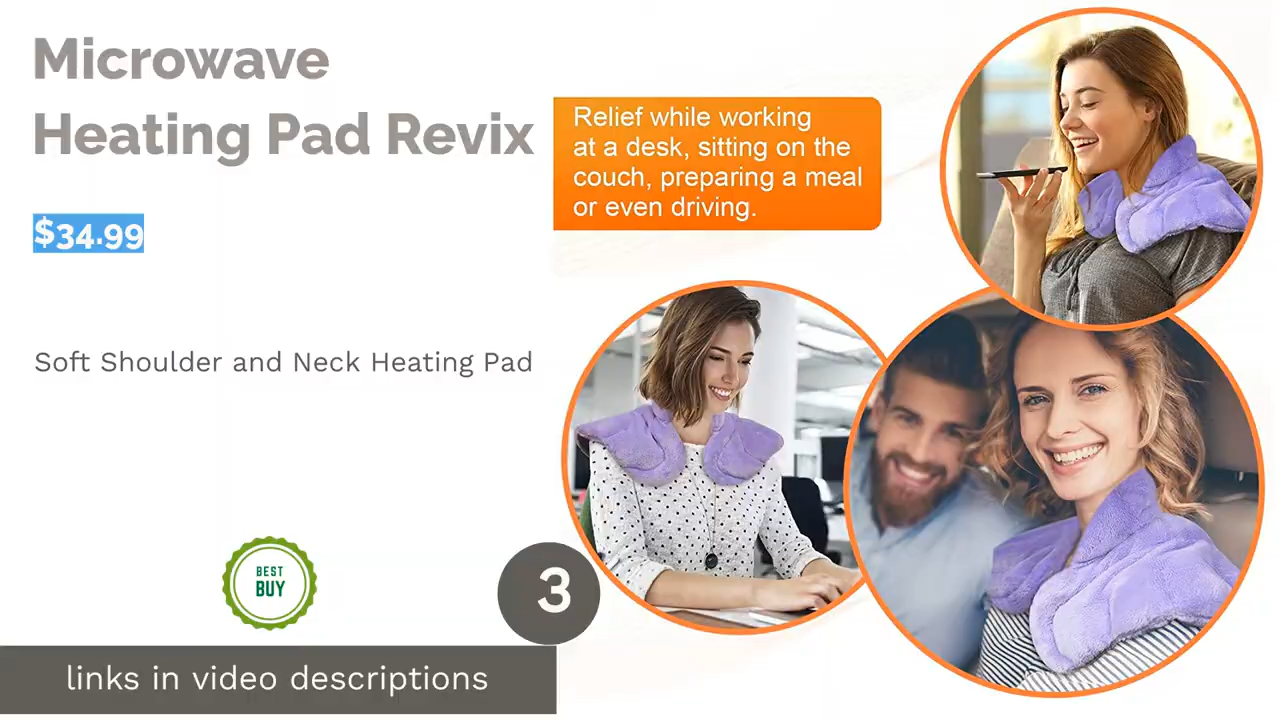 Microwave
Heating Pad Revix
$34.99
Relief while working
at a desk, sitting on the
couch, preparing a meal
or even driving.
Soft Shoulder and Neck Heating Pad
BEST
BUY
3
links in video descriptions